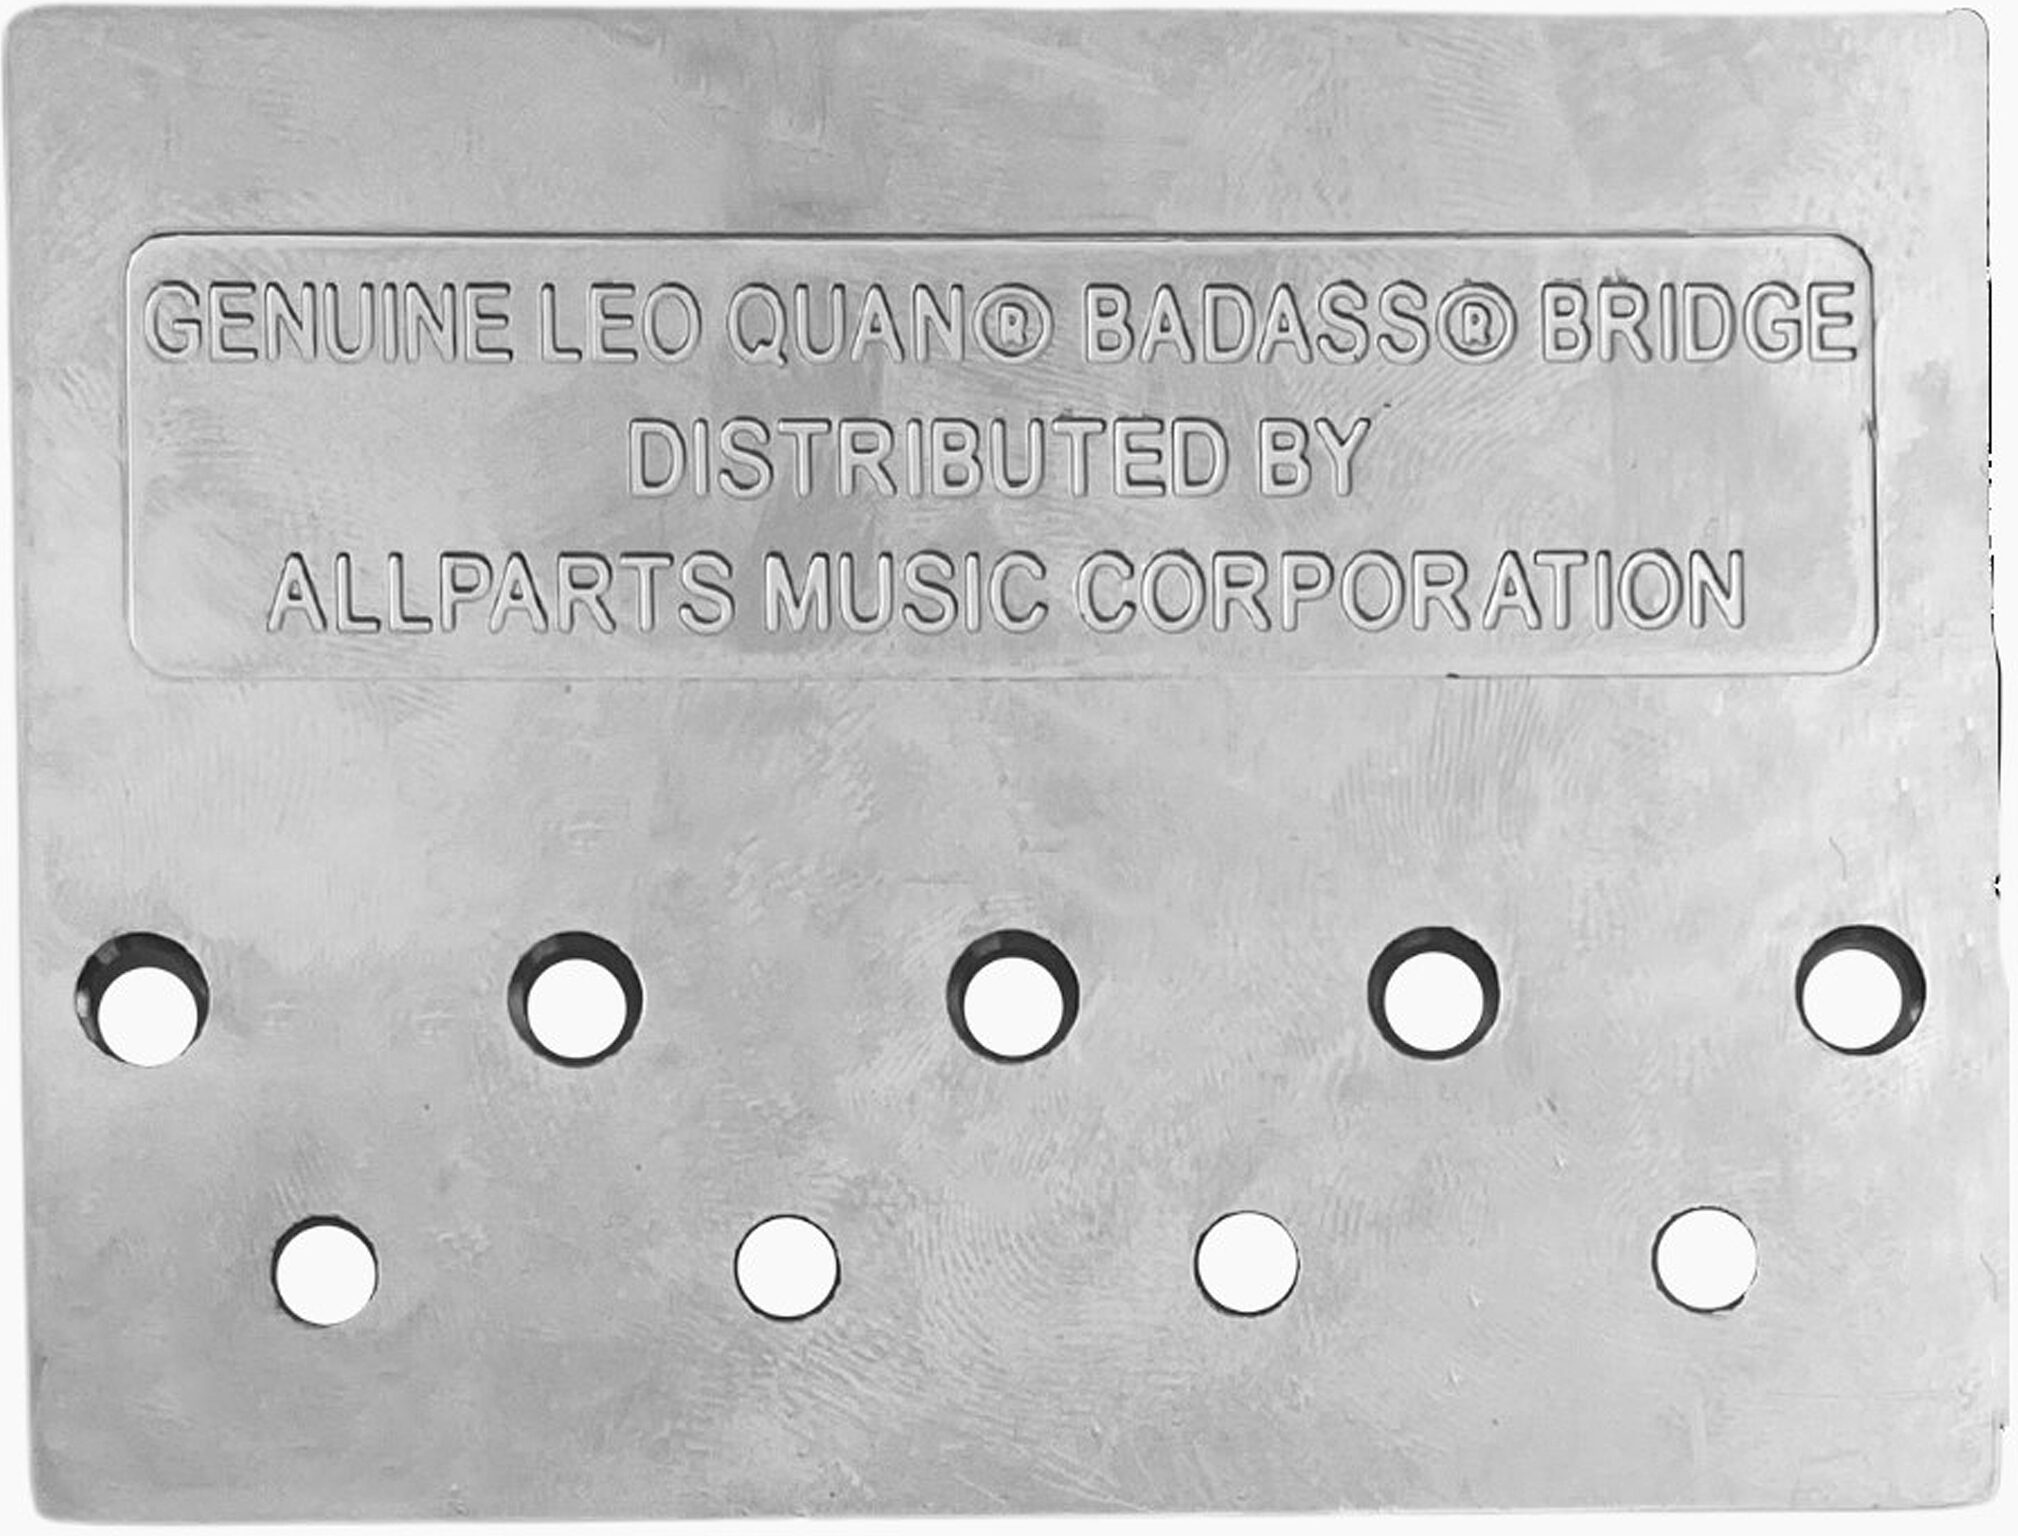 GENUINE LEO QUAN® BADASS® BRIDGE
DISTRIBUTED BY
ALLPARTS MUSIC CORPORATION